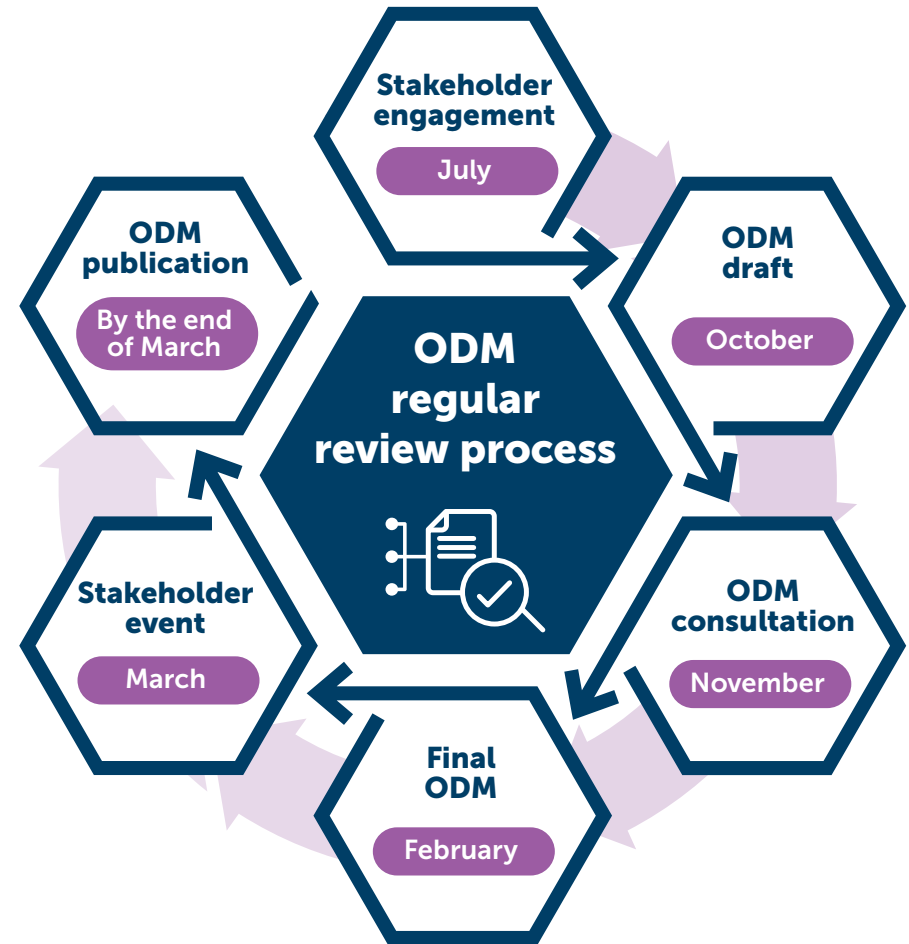 Stakeholder
engagement
July
ODM
draft
October
ODM
consultation
November
Final
ODM
February
Stakeholder
event
March
ODM
publication
By the end
of March
ODM
regular
review process